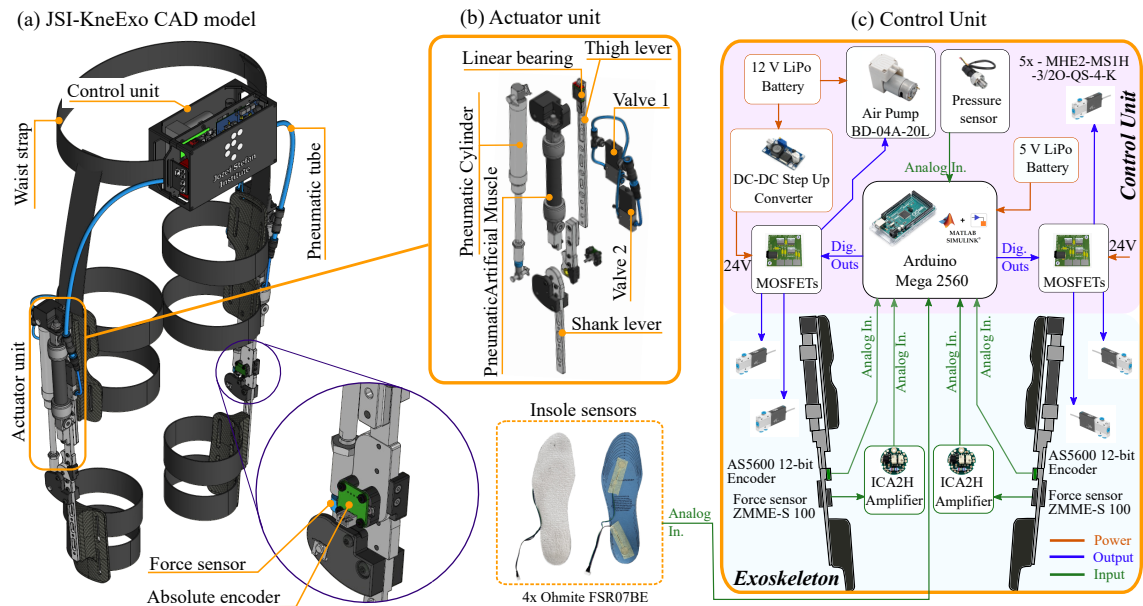 (a) JSI-KneExo CAD model
Control unit
Waist strap
Jožef Stefan
Institute
Pneumatic tube
Actuator unit
Force sensor
Absolute encoder
(b) Actuator unit
Thigh lever
Linear bearing
Valve 1
Pneumatic Cylinder
PneumaticArtificial Muscle
Valve 2
Shank lever
Insole sensors
4x Ohmite FSR07BE
Analog
In.
(c) Control Unit
12 V LiPo
Battery
Air Pump
BD-04A-20L
Pressure
sensor
5x - MHE2-MS1H
-3/2O-QS-4-K
Control Unit
DC-DC Step Up
Converter
Analog In.
5 V LiPo
Battery
MATLAB
SIMULINK®
Arduino
Mega 2560
24V
MOSFETs
Dig.
Outs
Dig.
Outs
MOSFETs
24V
Analog In.
Analog In.
Analog In.
Analog In.
AS5600 12-bit
Encoder
Force sensor
ZMME-S 100
ICA2H
Amplifier
ICA2H
Amplifier
AS5600 12-bit
Encoder
Force sensor
ZMME-S 100
Exoskeleton
Power
Output
Input